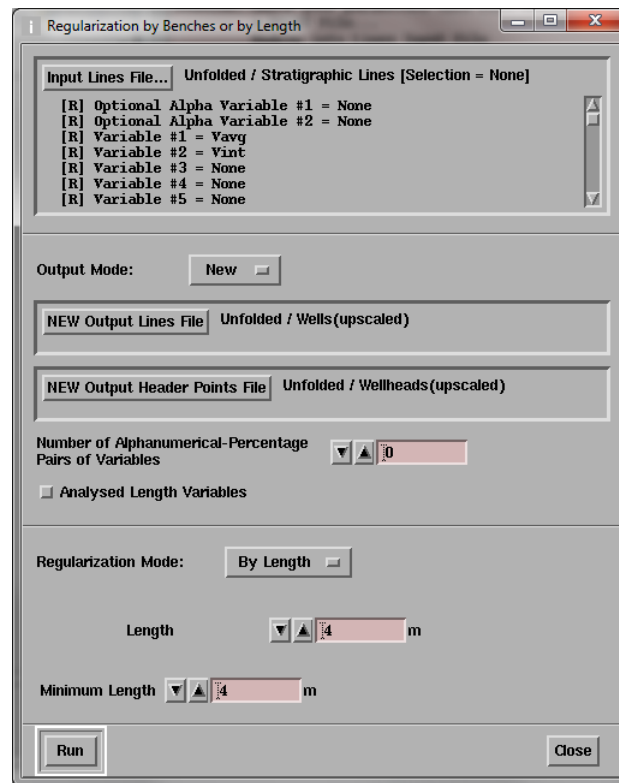 Regularization by Benches or by Length
Input Lines File... Unfolded / Stratigraphic Lines [Selection = None]
[R] Optional Alpha Variable #1 = None
[R] Optional Alpha Variable #2 = None
[R] Variable #1 = Vavg
[R] Variable #2 = Vint
[R] Variable #3 = None
[R] Variable #4 = None
[R] Variable #5 = None
Output Mode: New
NEW Output Lines File Unfolded / Wells(upscaled)
NEW Output Header Points File Unfolded / Wellheads(upscaled)
Number of Alphanumerical-Percentage
Pairs of Variables 0
Analysed Length Variables
Regularization Mode: By Length
Length 4 m
Minimum Length 4 m
Run Close